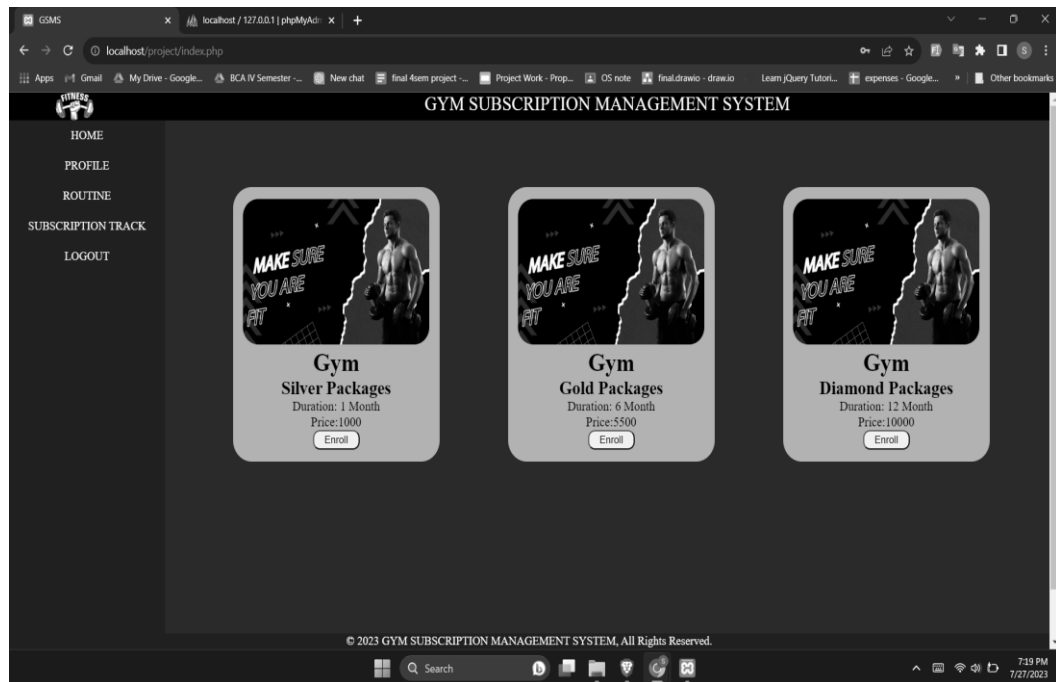 GSMS
localhost / 127.0.0.1 | phpMyAdn
localhost/project/index.php
Apps Gmail My Drive - Google... BCA IV Semester -... New chat final 4sem project -... Project Work - Prop... OS note final.drawio - draw.io Learn jQuery Tutori... expenses - Google... » Other bookmarks
FITNESS
GYM SUBSCRIPTION MANAGEMENT SYSTEM
HOME
PROFILE
ROUTINE
SUBSCRIPTION TRACK
LOGOUT
MAKE SURE
YOU ARE
FIT
Gym
Silver Packages
Duration: 1 Month
Price:1000
Enroll
MAKE SURE
YOU ARE
FIT
Gym
Gold Packages
Duration: 6 Month
Price:5500
Enroll
MAKE SURE
YOU ARE
FIT
Gym
Diamond Packages
Duration: 12 Month
Price:10000
Enroll
© 2023 GYM SUBSCRIPTION MANAGEMENT SYSTEM, All Rights Reserved.
Search
7:19 PM
7/27/2023